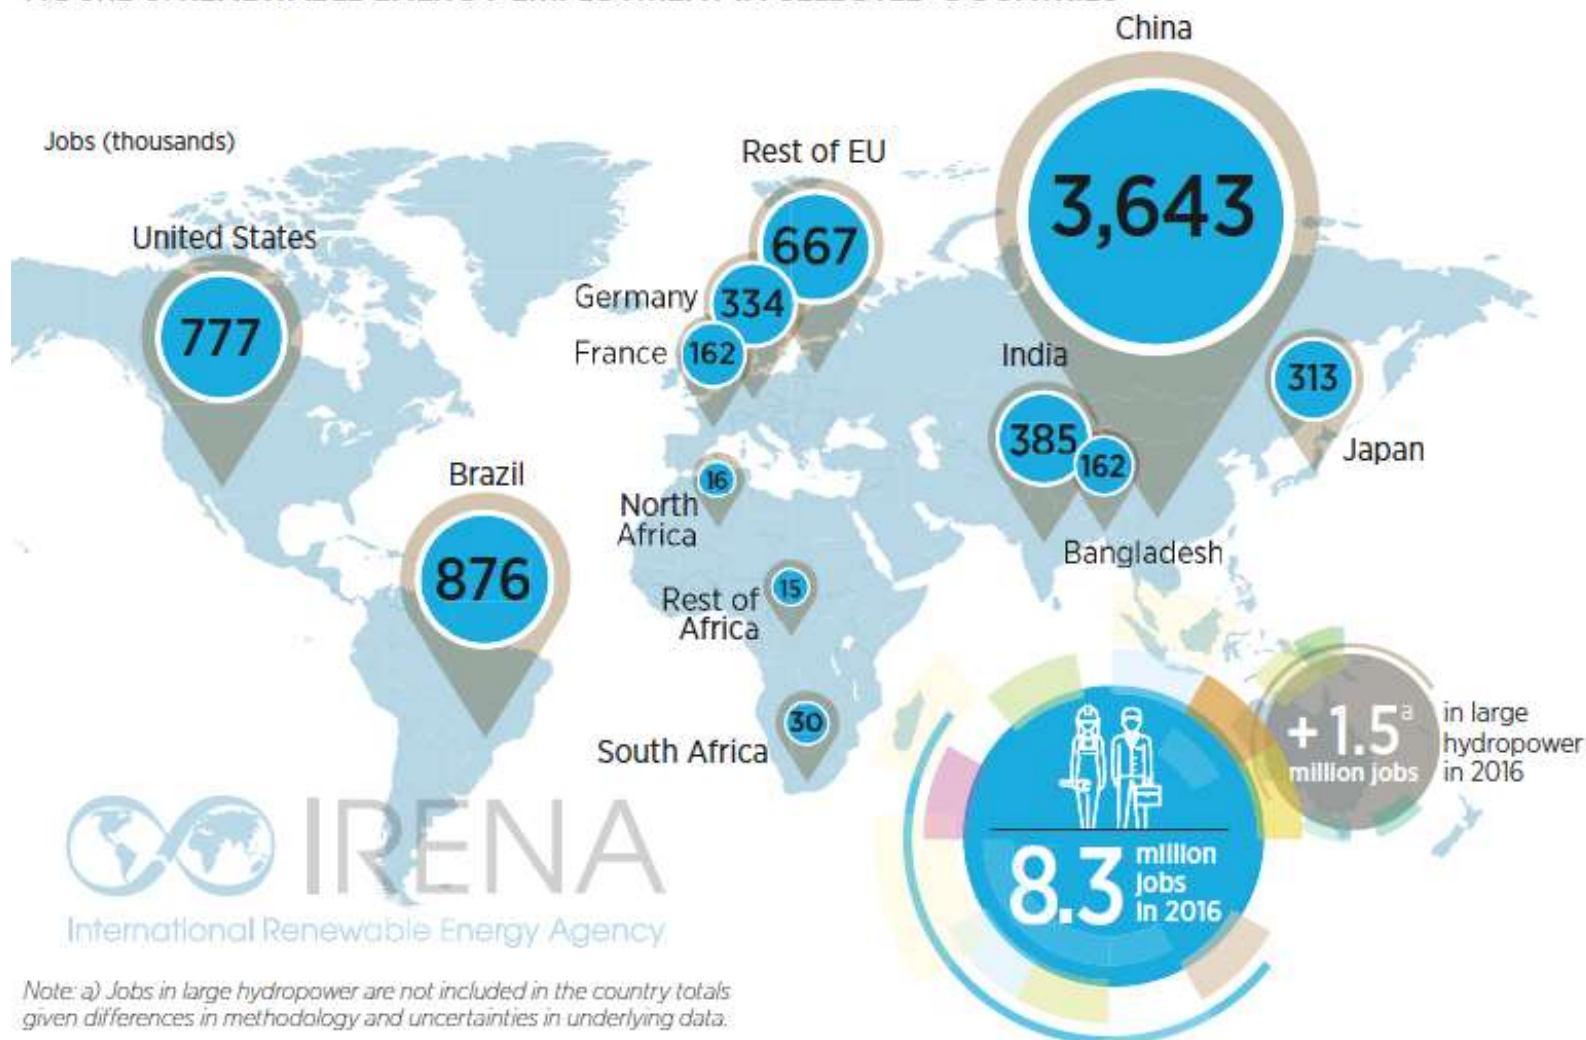 China
Jobs (thousands)
Rest of EU
3,643
United States
667
777
Germany
334
France
162
India
313
385
162
Japan
Brazil
16
North
Africa
Bangladesh
876
15
Rest of
Africa
30
South Africa
+1.5a
million jobs
in large
hydropower
in 2016
8.3
million
jobs
in 2016
IRENA
International Renewable Energy Agency
Note: a) Jobs in large hydropower are not included in the country totals
given differences in methodology and uncertainties in underlying data.